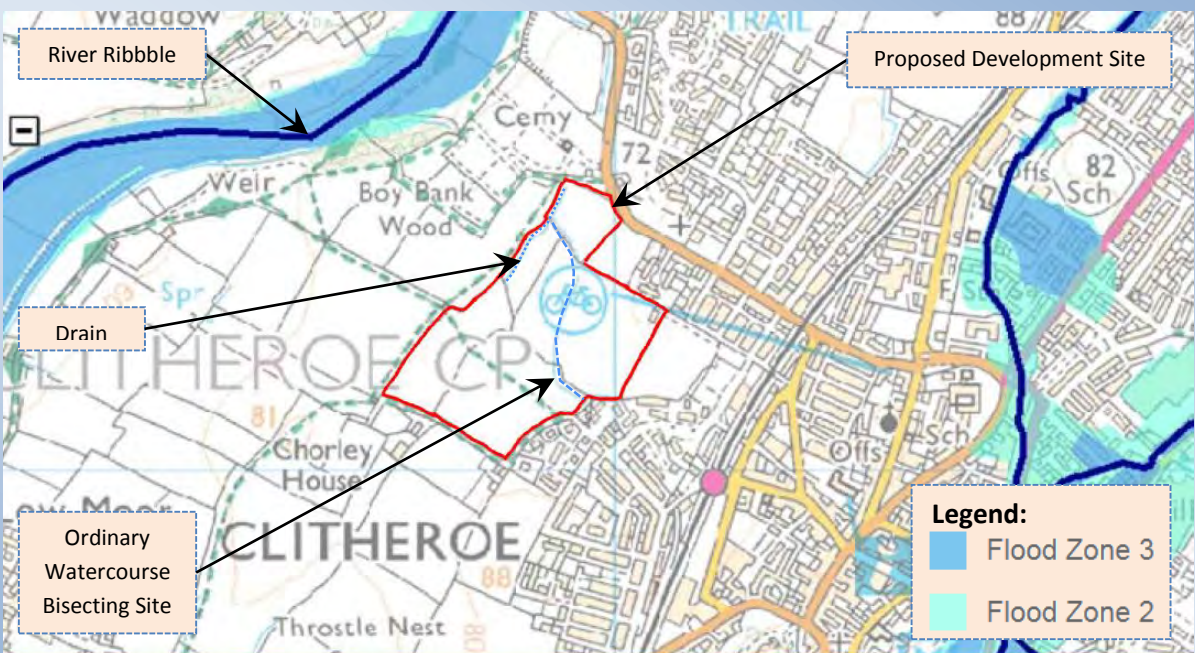 Waddow
TRAIL
88
River Ribbble
Proposed Development Site
Cemy
72
Offs
82
Sch
Weir
Boy Bank
Wood
Spr
Drain
CLITHEROE CP
81
Chorley
House
Offs
Sch
Ordinary
Watercourse
Bisecting Site
CLITHEROE
88
80
Throstle Nest
Legend:
Flood Zone 3
Flood Zone 2